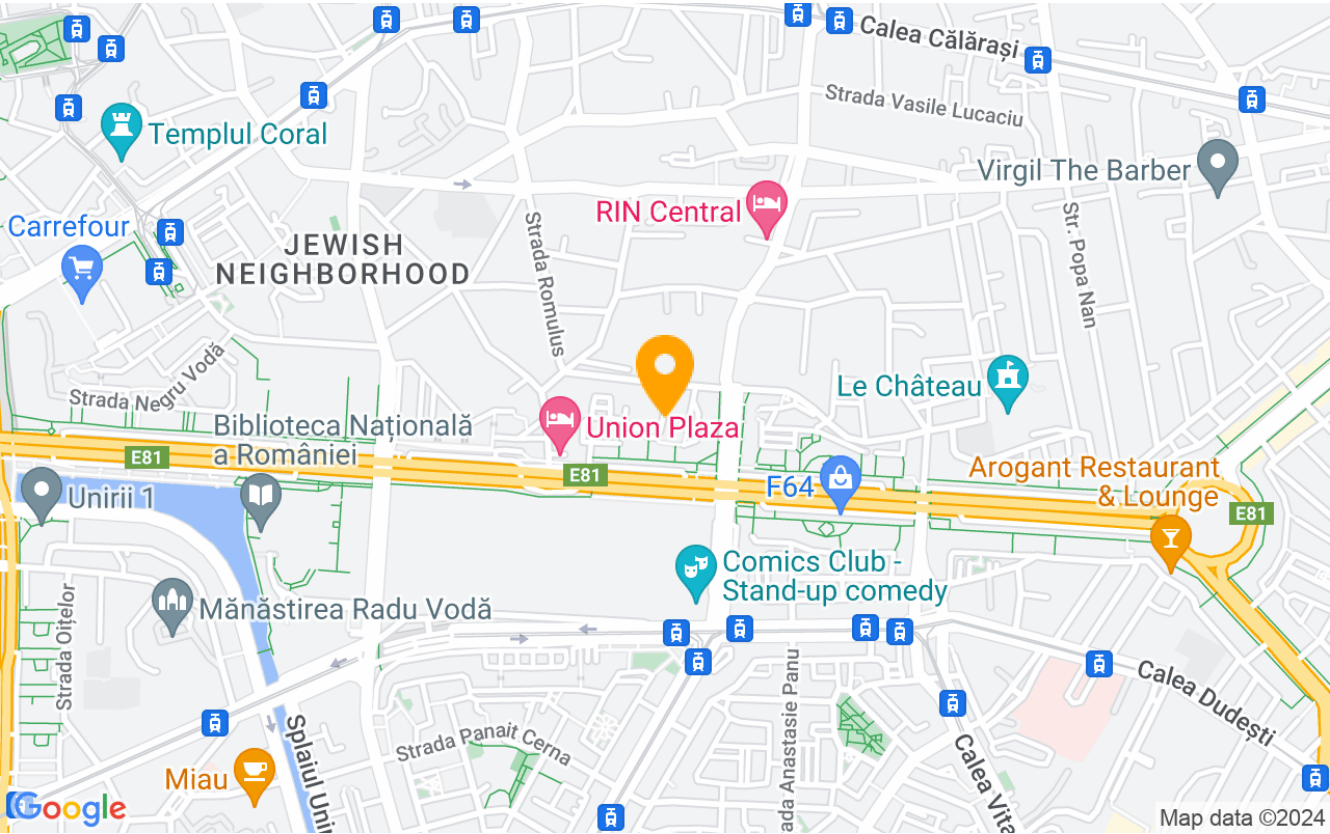 Calea Călărași
Strada Vasile Lucaciu
Templul Coral
Virgil The Barber
RIN Central
Carrefour
JEWISH
NEIGHBORHOOD
Strada Romulus
Str. Popa Nan
Strada Negru Vodă
Le Château
Biblioteca Națională
a României
Union Plaza
E81
E81
Arogant Restaurant
& Lounge
F64
Unirii 1
E81
Comics Club -
Stand-up comedy
Strada Oițelor
Mănăstirea Radu Vodă
Calea Dudești
Strada Panait Cerna
Splaiul Unir
ada Anastasie Panu
Calea Vita
Miau
Google
Map data ©2024